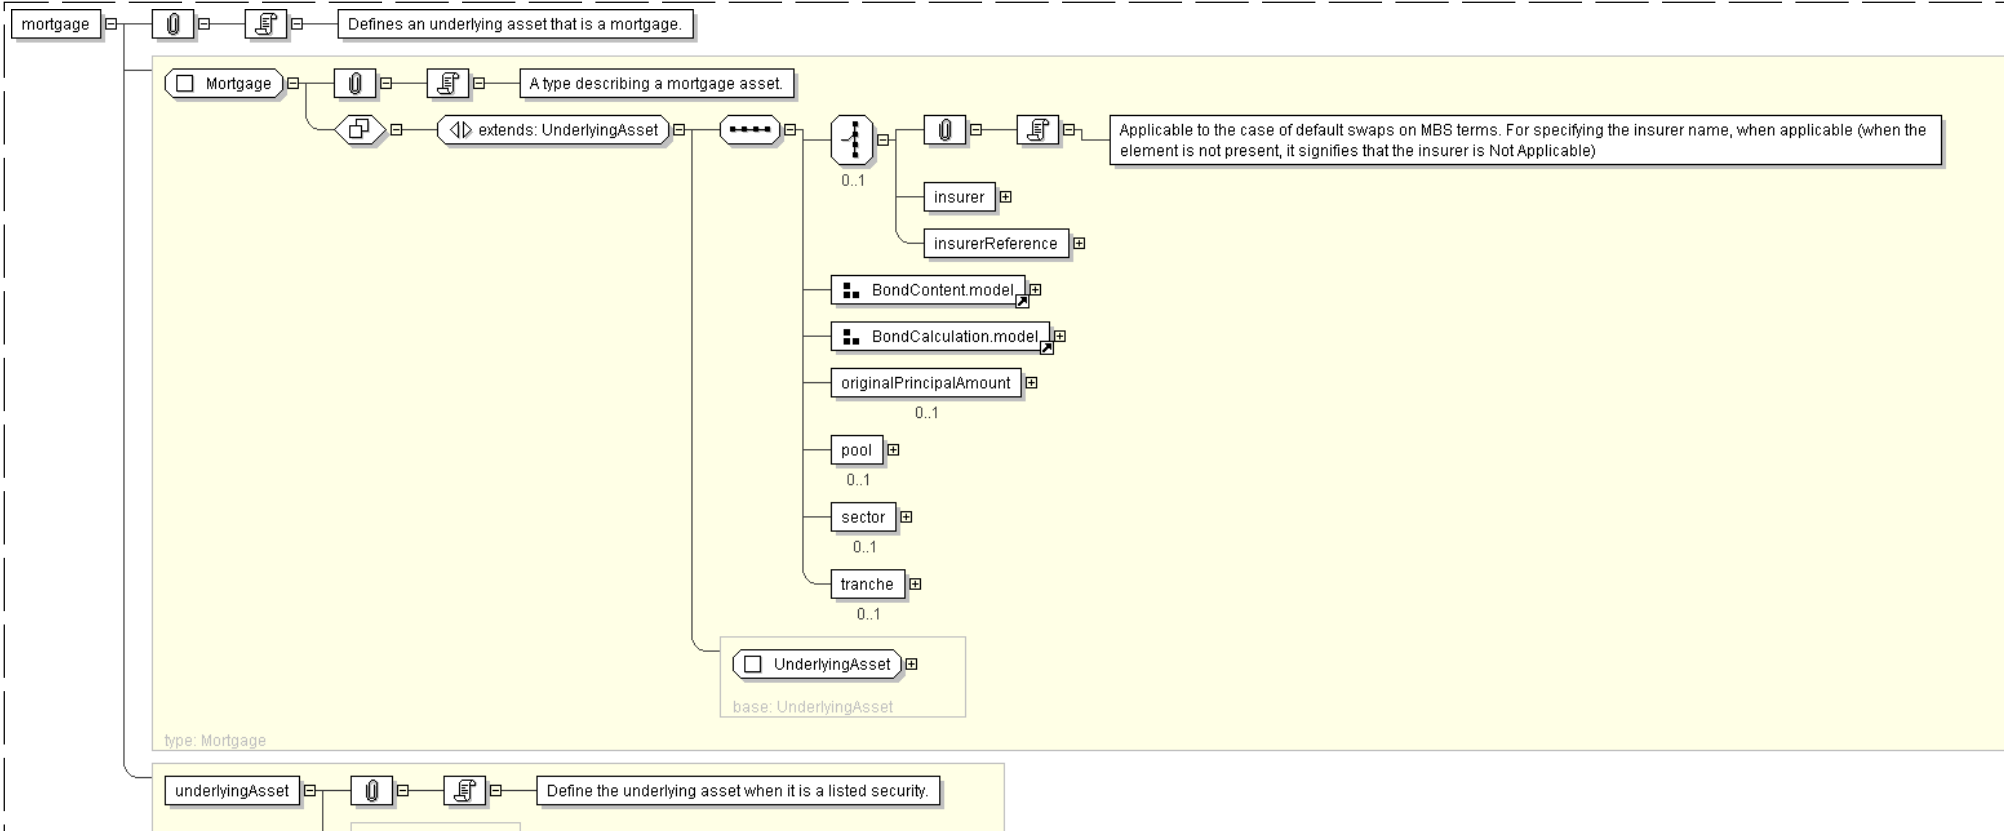 mortgage
Defines an underlying asset that is a mortgage.
Mortgage
A type describing a mortgage asset.
extends: UnderlyingAsset
0..1
Applicable to the case of default swaps on MBS terms. For specifying the insurer name, when applicable (when the
element is not present, it signifies that the insurer is Not Applicable)
insurer
insurerReference
BondContent.model
BondCalculation.model
originalPrincipalAmount
0..1
pool
0..1
sector
0..1
tranche
0..1
UnderlyingAsset
base: UnderlyingAsset
type: Mortgage
underlyingAsset
Define the underlying asset when it is a listed security.